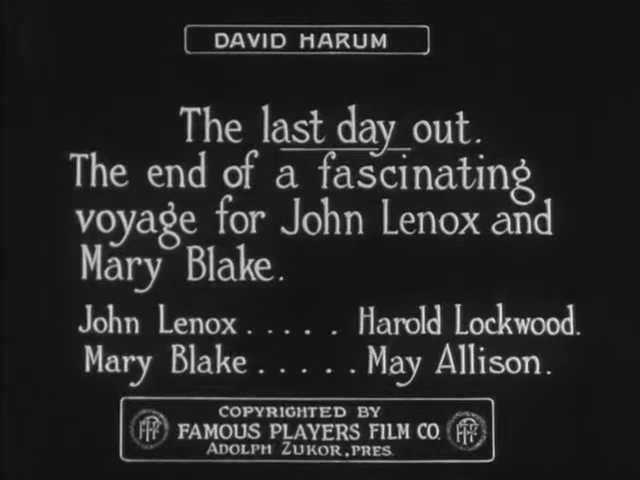 DAVID HARUM
The last day out.
The end of a fascinating
voyage for John Lenox and
Mary Blake.
John Lenox ..... Harold Lockwood.
Mary Blake ..... May Allison.
COPYRIGHTED BY
FAMOUS PLAYERS FILM CO.
ADOLPH ZUKOR, PRES.